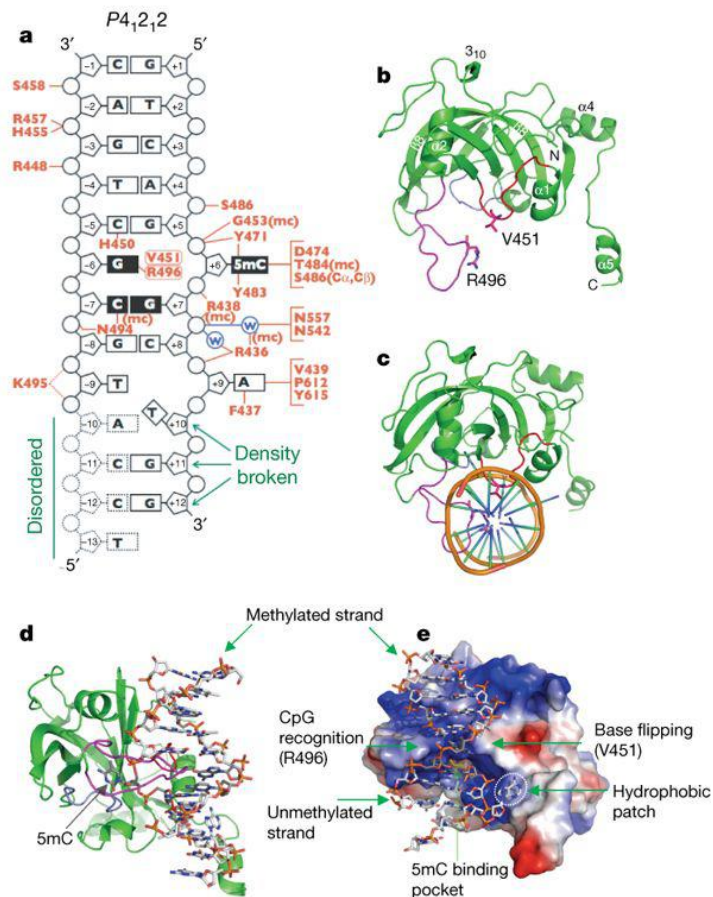 a
P4₁2₁2
3′ 5′
−1 C G +1
S458
−2 A T +2
R457
H455
−3 G C +3
R448
−4 T A +4
S486
−5 C G +5
G453(mc)
H450
Y471
−6 G V451
R496
+6 5mC
D474
T484(mc)
S486(Cα,Cβ)
Y483
−7 C G +7
R438
(mc)
N494 (mc)
w (mc)
N557
N542
−8 G C +8
w
R436
K495
−9 T
+9 A
V439
P612
Y615
F437
−10 A T +10
−11 C G +11
Density
broken
−12 C G +12
3′
−13 T
5′
Disordered
b
3₁₀
α4
β8
β8
α2
N
α1
V451
R496
α5
C
c
d
Methylated strand
e
CpG
recognition
(R496)
Base flipping
(V451)
Unmethylated
strand
Hydrophobic
patch
5mC
5mC binding
pocket